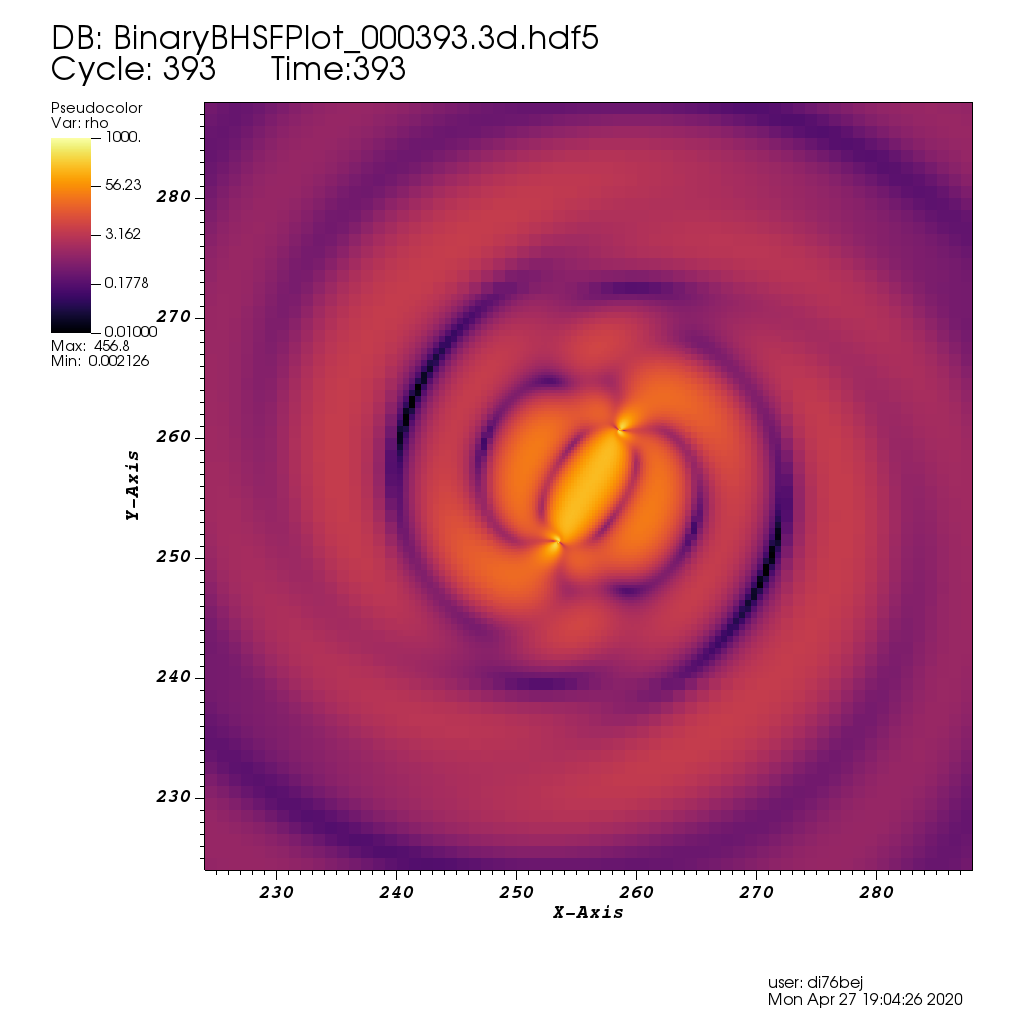 DB: BinaryBHSFPlot_000393.3d.hdf5
Cycle: 393 Time:393
Pseudocolor
Var: rho
1000.
56.23
3.162
0.1778
0.01000
Max: 456.8
Min: 0.002126
280
270
260
250
240
230
Y-Axis
230 240 250 260 270 280
X-Axis
user: di76bej
Mon Apr 27 19:04:26 2020